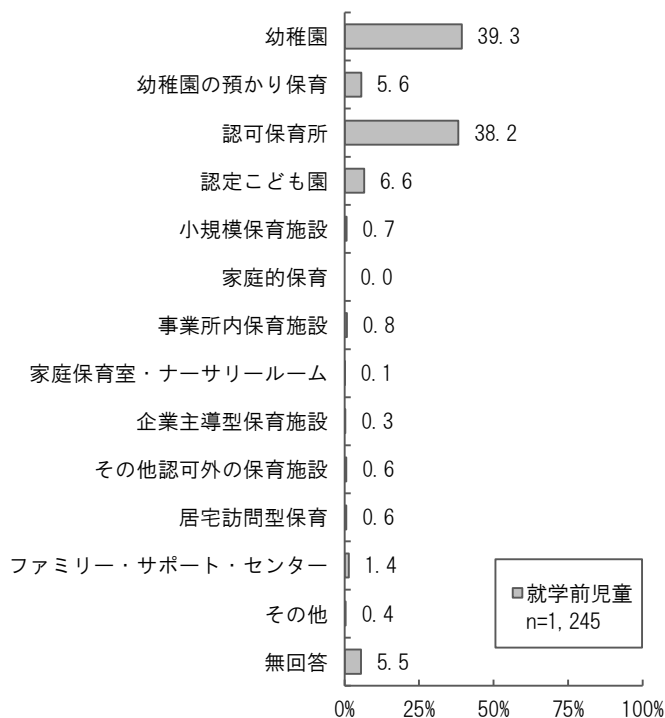 幼稚園 39.3
幼稚園の預かり保育 5.6
認可保育所 38.2
認定こども園 6.6
小規模保育施設 0.7
家庭的保育 0.0
事業所内保育施設 0.8
家庭保育室・ナーサリールーム 0.1
企業主導型保育施設 0.3
その他認可外の保育施設 0.6
居宅訪問型保育 0.6
ファミリー・サポート・センター 1.4
その他 0.4
無回答 5.5
就学前児童
n=1,245
0% 25% 50% 75% 100%